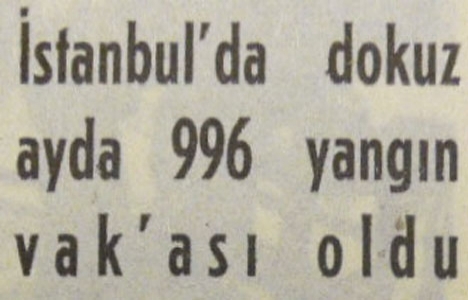 İstanbul'da dokuz
ayda 996 yangın
vak'ası oldu